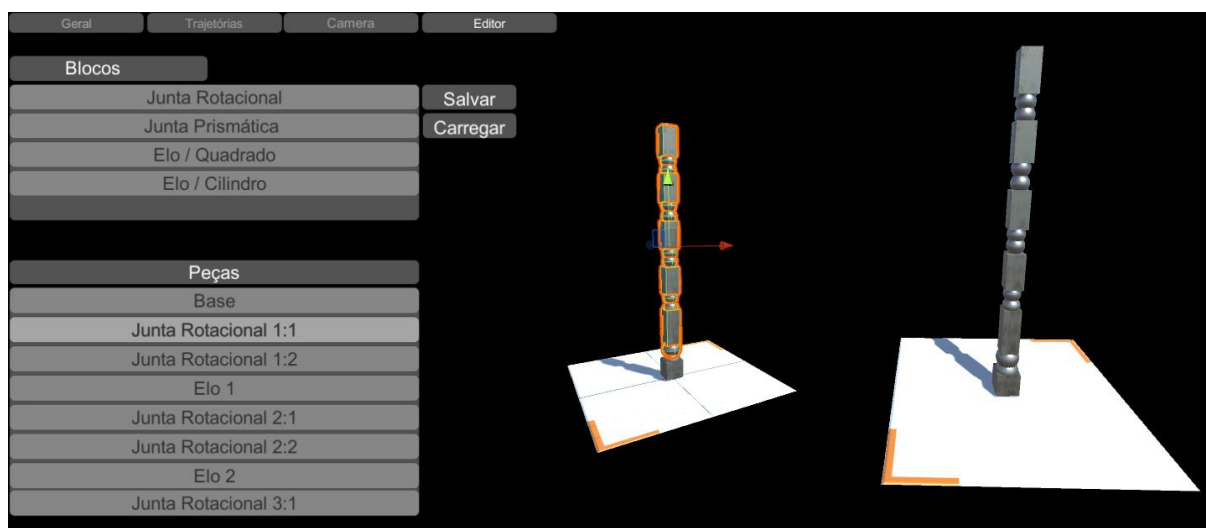 Geral Trajetórias Camera Editor
Blocos
Junta Rotacional Salvar
Junta Prismática Carregar
Elo / Quadrado
Elo / Cilindro
Peças
Base
Junta Rotacional 1:1
Junta Rotacional 1:2
Elo 1
Junta Rotacional 2:1
Junta Rotacional 2:2
Elo 2
Junta Rotacional 3:1